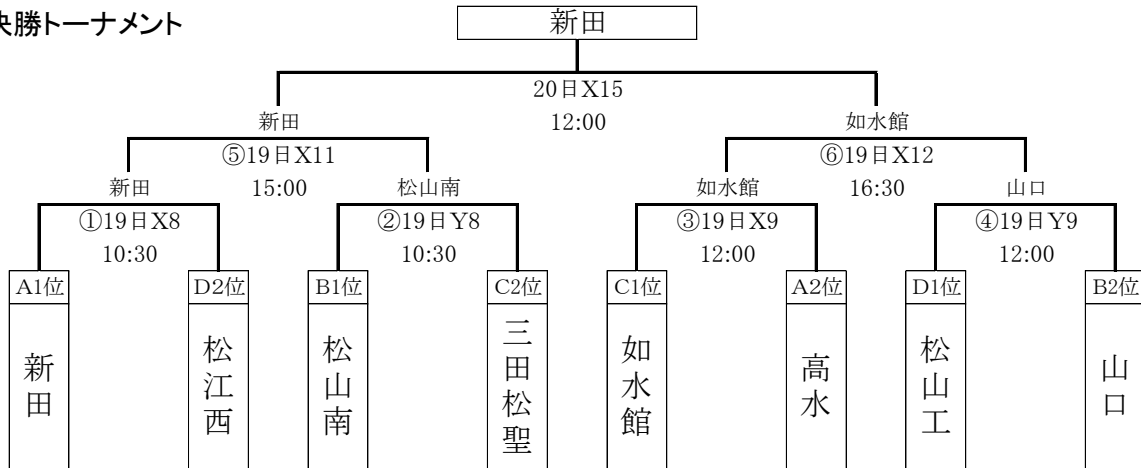 決勝トーナメント
新田
20日X15
12:00
新田
如水館
⑤19日X11
15:00
⑥19日X12
16:30
新田
松山南
如水館
山口
①19日X8
10:30
②19日Y8
10:30
③19日X9
12:00
④19日Y9
12:00
A1位
D2位
B1位
C2位
C1位
A2位
D1位
B2位
新田
松江西
松山南
三田松聖
如水館
高水
松山工
山口